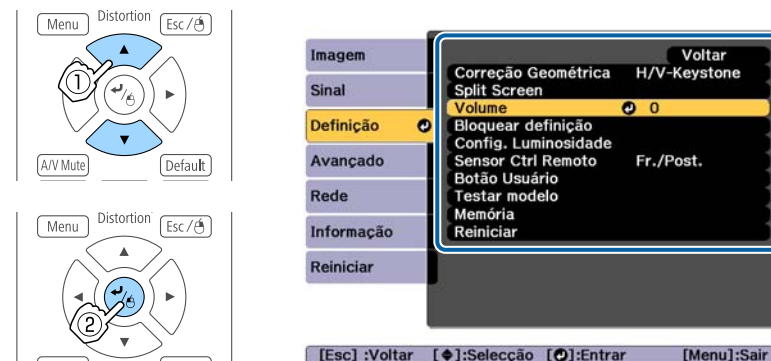 Menu
Distortion
Esc /
1
A/V Mute
Default
Menu
Distortion
Esc /
2
Imagem
Sinal
Definição
Avançado
Rede
Informação
Reiniciar
Voltar
Correção Geométrica H/V-Keystone
Split Screen
Volume 0
Bloquear definição
Config. Luminosidade
Sensor Ctrl Remoto Fr./Post.
Botão Usuário
Testar modelo
Memória
Reiniciar
[Esc] :Voltar [ ]:Selecção [ ]:Entrar [Menu]:Sair